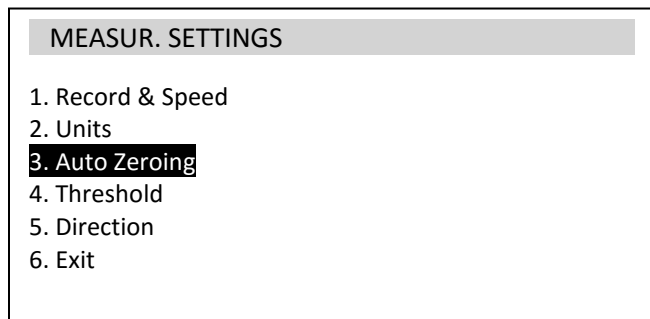 MEASUR. SETTINGS
1. Record & Speed
2. Units
3. Auto Zeroing
4. Threshold
5. Direction
6. Exit